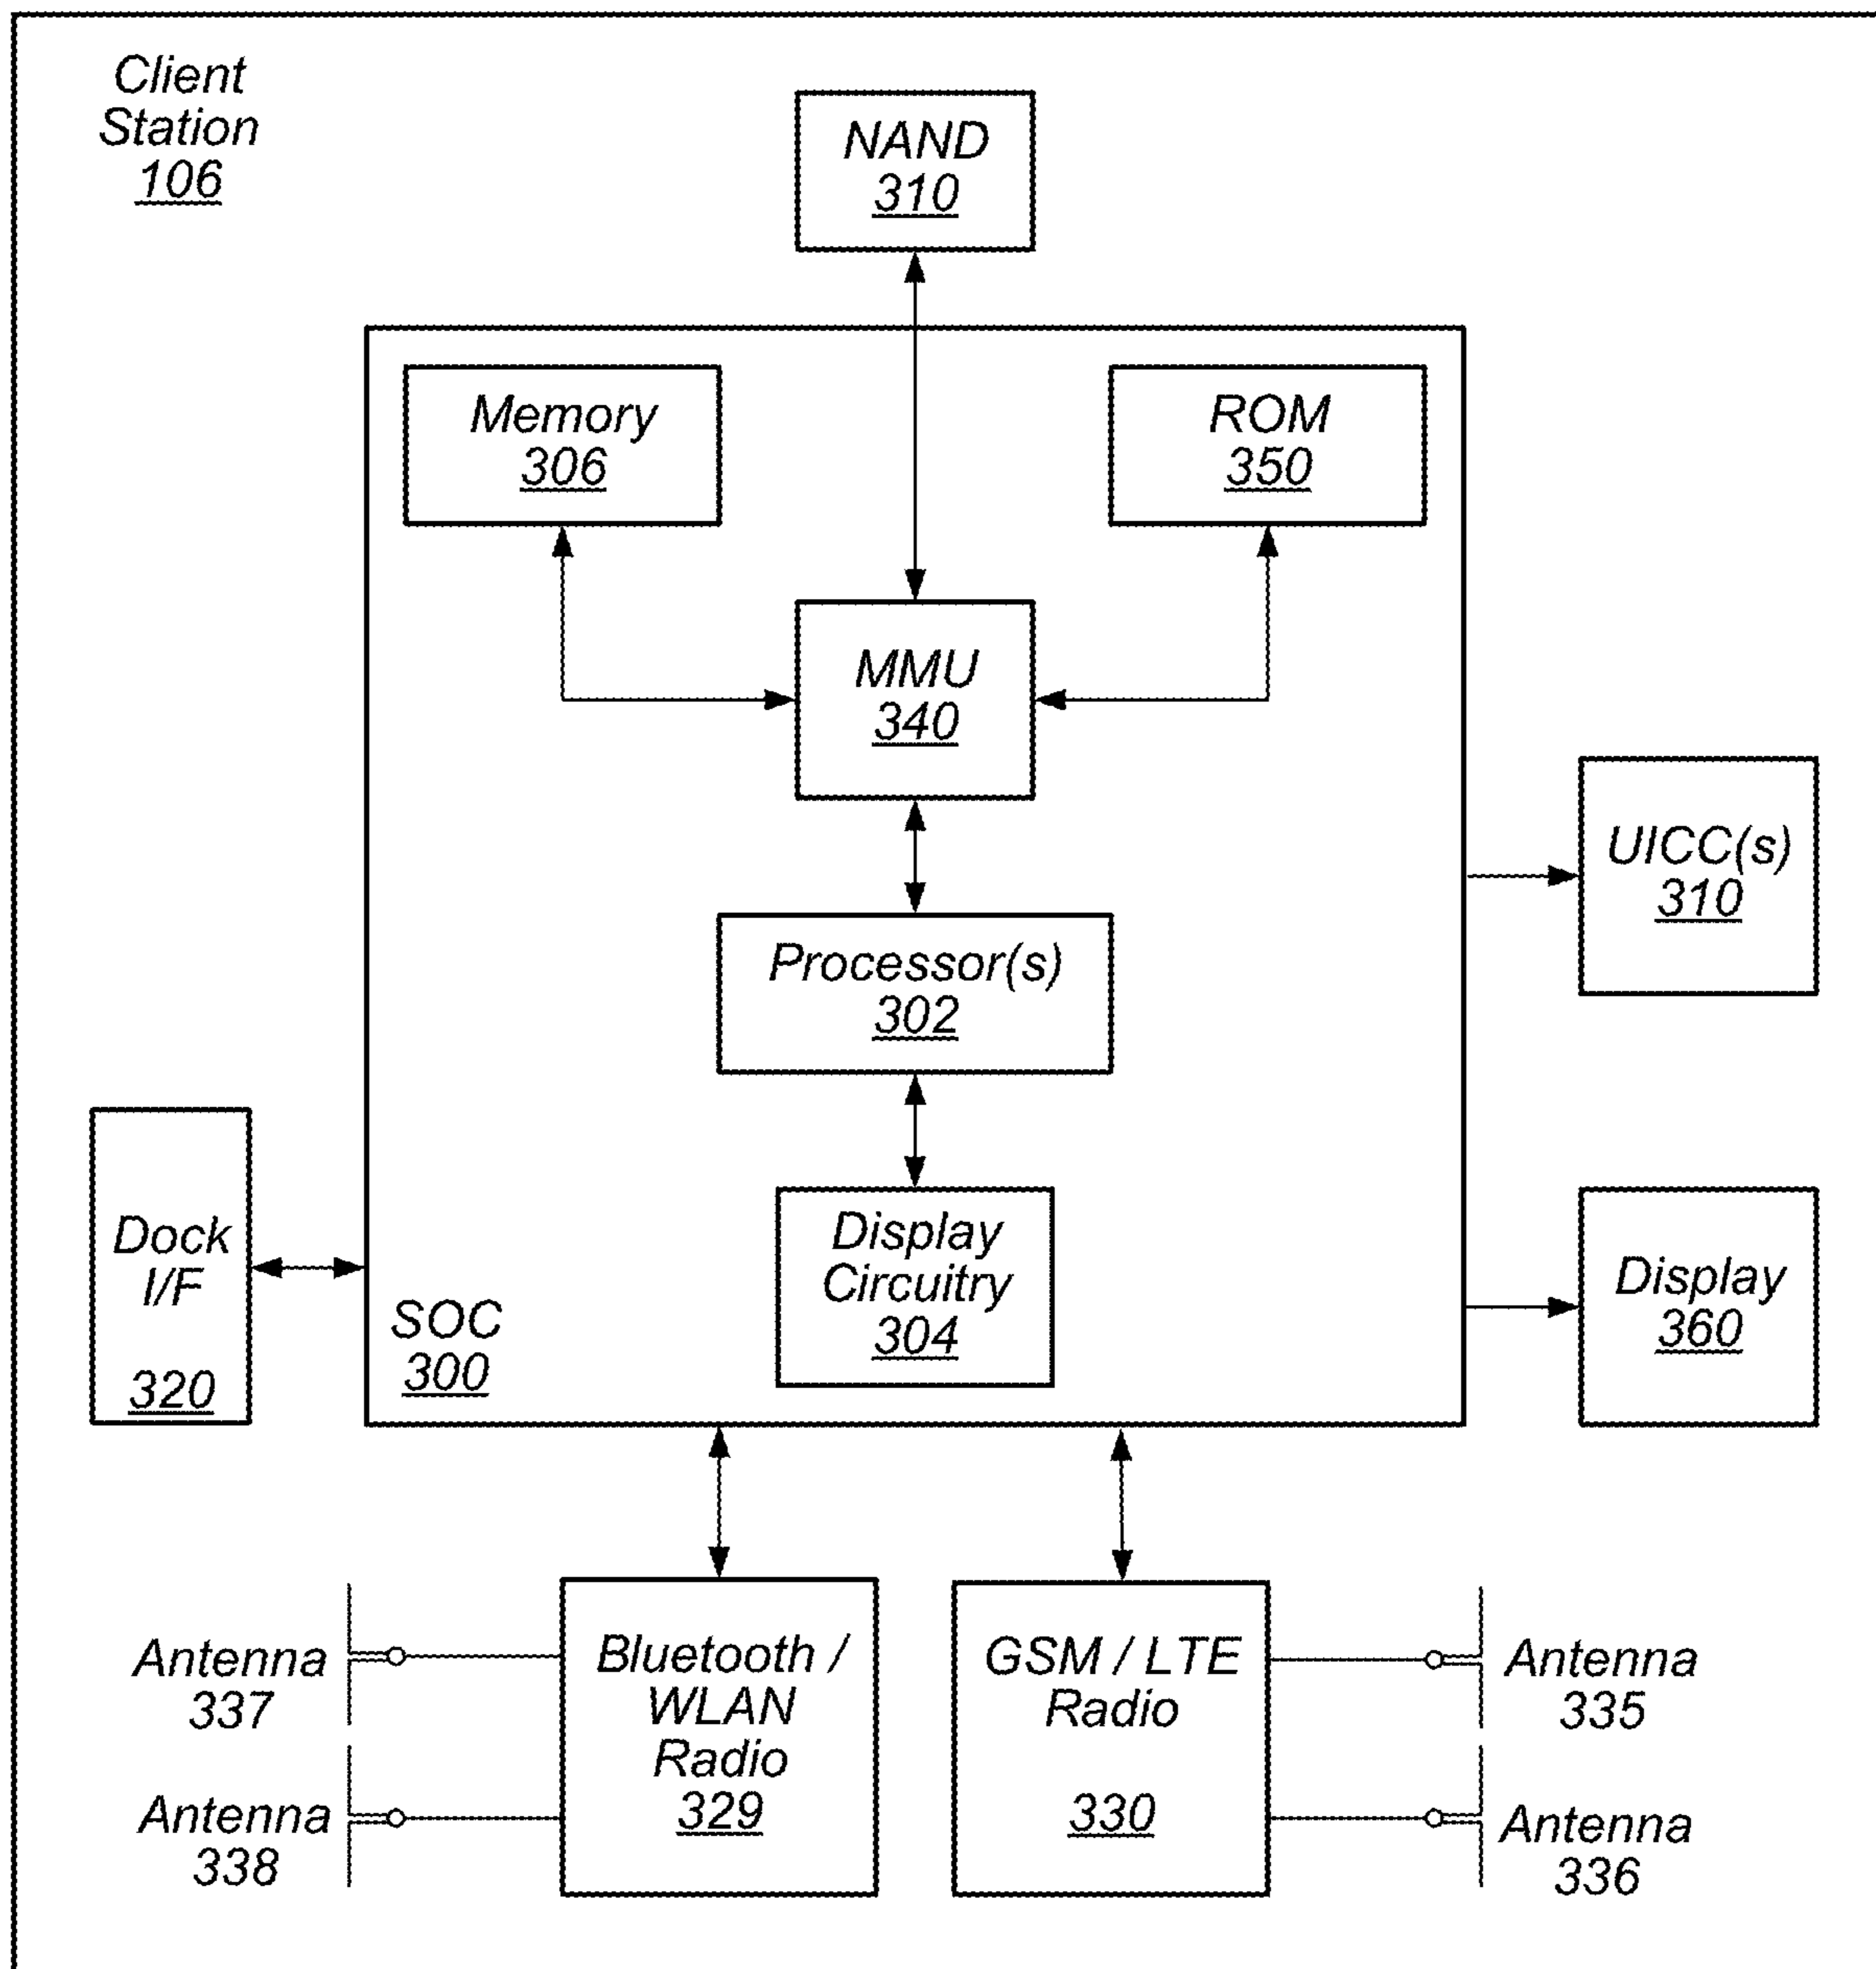 Client
Station
106
NAND
310
Memory
306
ROM
350
MMU
340
UICC(s)
310
Processor(s)
302
Dock
I/F
320
Display
Circuitry
304
SOC
300
Display
360
Antenna
337
Antenna
338
Bluetooth /
WLAN
Radio
329
GSM / LTE
Radio
330
Antenna
335
Antenna
336